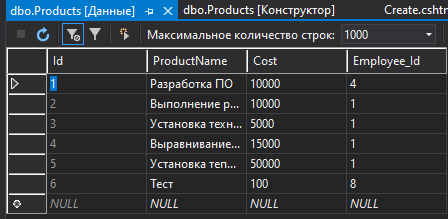 dbo.Products [Данные]
dbo.Products [Конструктор]
Create.cshtm
Максимальное количество строк: 1000
Id ProductName Cost Employee_Id
1 Разработка ПО 10000 4
2 Выполнение р... 10000 1
3 Установка техн... 5000 1
4 Выравнивание... 15000 1
5 Установка теп... 50000 1
6 Тест 100 8
NULL NULL NULL NULL